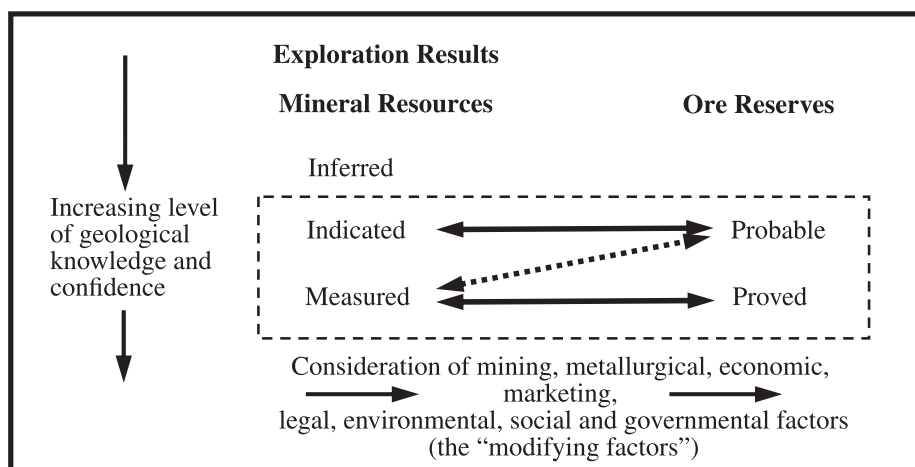 Exploration Results
Mineral Resources
Ore Reserves
Inferred
Increasing level
of geological
knowledge and
confidence
Indicated
Probable
Measured
Proved
Consideration of mining, metallurgical, economic,
marketing,
legal, environmental, social and governmental factors
(the “modifying factors”)